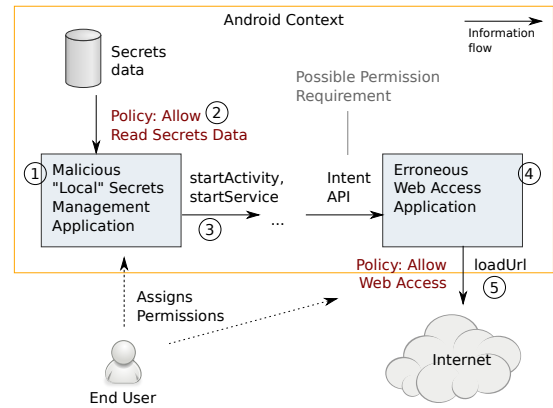 Android Context
Information
flow
Secrets
data
Possible Permission
Requirement
Policy: Allow
2
Read Secrets Data
1
Malicious
"Local" Secrets
Management
Application
startActivity,
startService
3
...
Intent
API
Erroneous
Web Access
Application
4
Policy: Allow
Web Access
loadUrl
5
Assigns
Permissions
End User
Internet